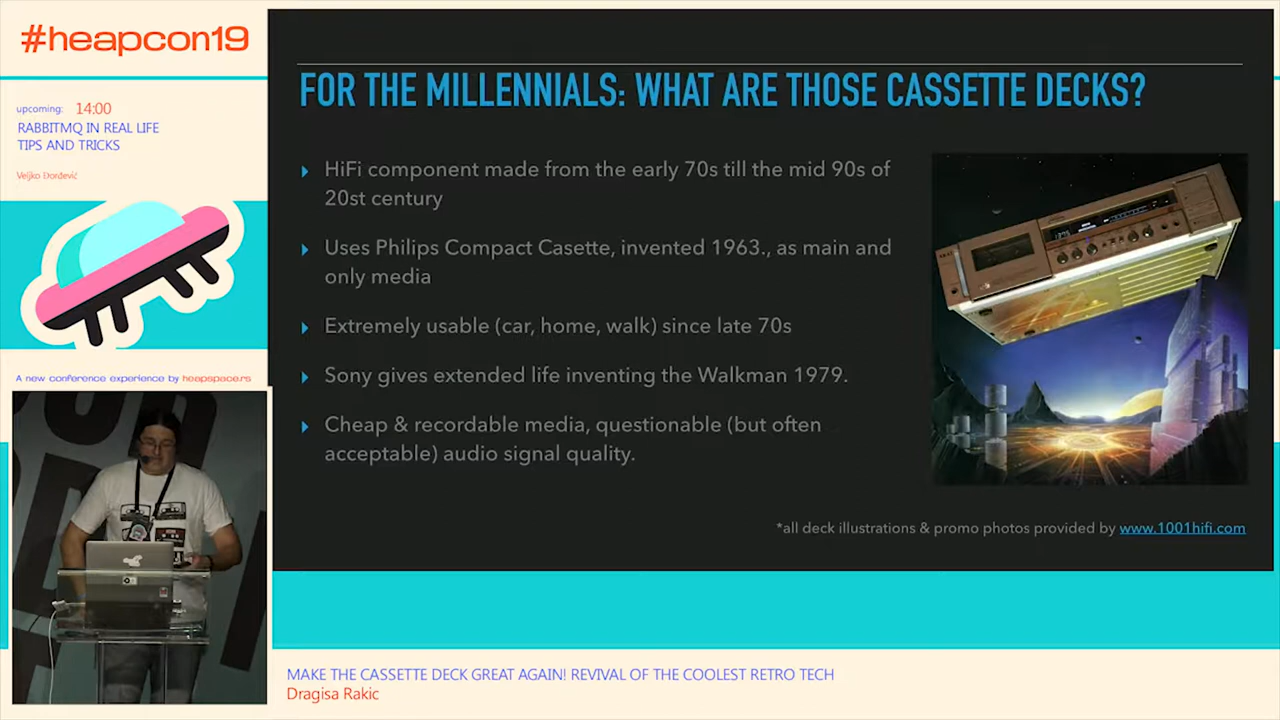 #heapcon19
upcoming: 14:00
RABBITMQ IN REAL LIFE
TIPS AND TRICKS
Veljko Đorđević
A new conference experience by heapspace.rs
FOR THE MILLENNIALS: WHAT ARE THOSE CASSETTE DECKS?
HiFi component made from the early 70s till the mid 90s of
20st century
Uses Philips Compact Casette, invented 1963., as main and
only media
Extremely usable (car, home, walk) since late 70s
Sony gives extended life inventing the Walkman 1979.
Cheap & recordable media, questionable (but often
acceptable) audio signal quality.
*all deck illustrations & promo photos provided by www.1001hifi.com
MAKE THE CASSETTE DECK GREAT AGAIN! REVIVAL OF THE COOLEST RETRO TECH
Dragisa Rakic